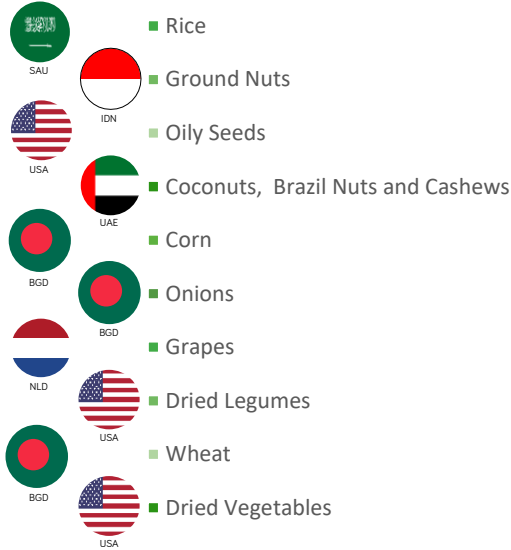 Rice
SAU
Ground Nuts
IDN
Oily Seeds
USA
Coconuts, Brazil Nuts and Cashews
UAE
Corn
BGD
Onions
BGD
Grapes
NLD
Dried Legumes
USA
Wheat
BGD
Dried Vegetables
USA